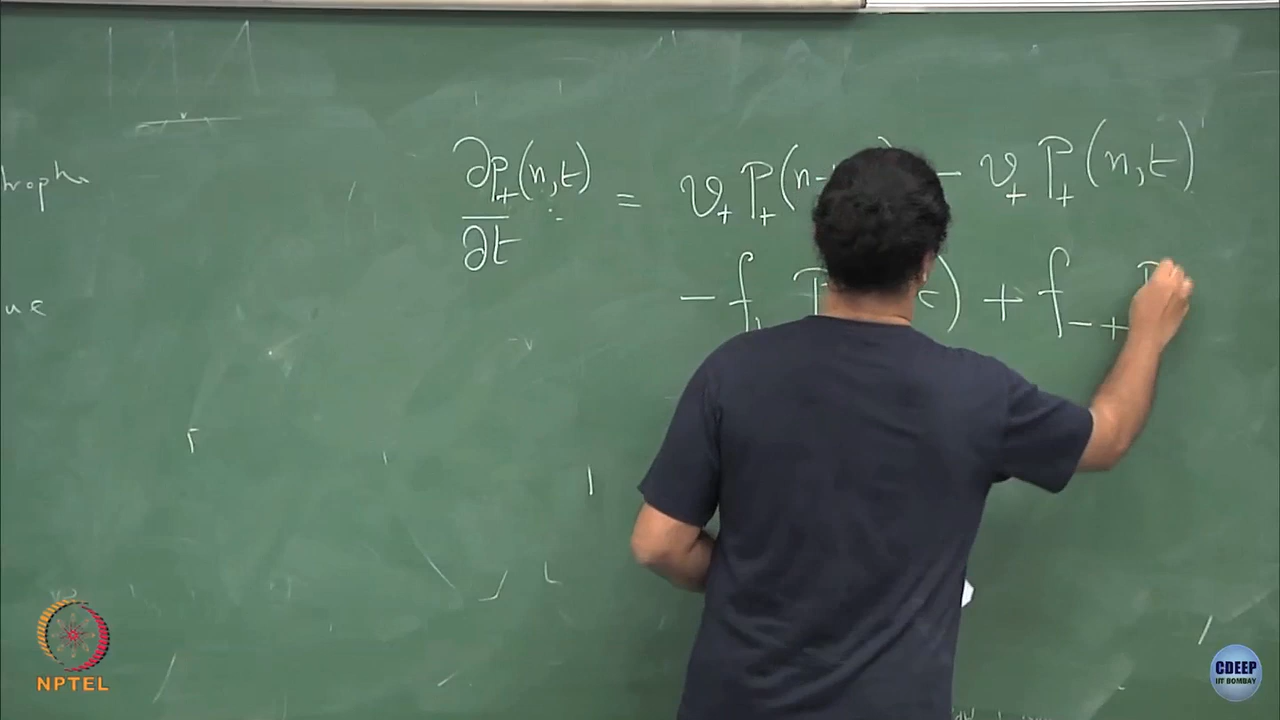 ∂P₊(n,t)/∂t = v₊ P₊(n- − v₊ P₊(n,t)
− f P t) + f₋₊ P
NPTEL
CDEEP
IIT BOMBAY